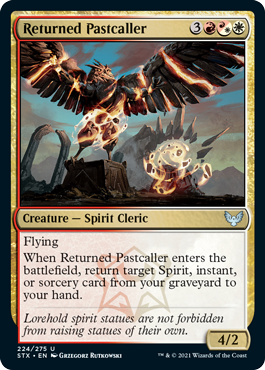 Returned Pastcaller 3
Creature — Spirit Cleric
Flying
When Returned Pastcaller enters the
battlefield, return target Spirit, instant,
or sorcery card from your graveyard to
your hand.
Lorehold spirit statues are not forbidden
from raising statues of their own.
4/2
224/275 U
STX • EN GRZEGORZ RUTKOWSKI
™ & © 2021 Wizards of the Coast